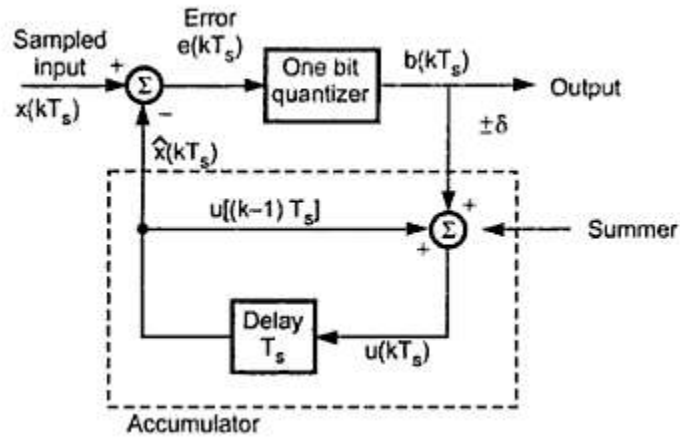 Error
e(kTs)
Sampled
input
+
Σ
x(kTs)
−
One bit
quantizer
b(kTs)
Output
±δ
x̂(kTs)
u[(k−1) Ts]
+
+
Σ
Summer
Delay
Ts
u(kTs)
Accumulator